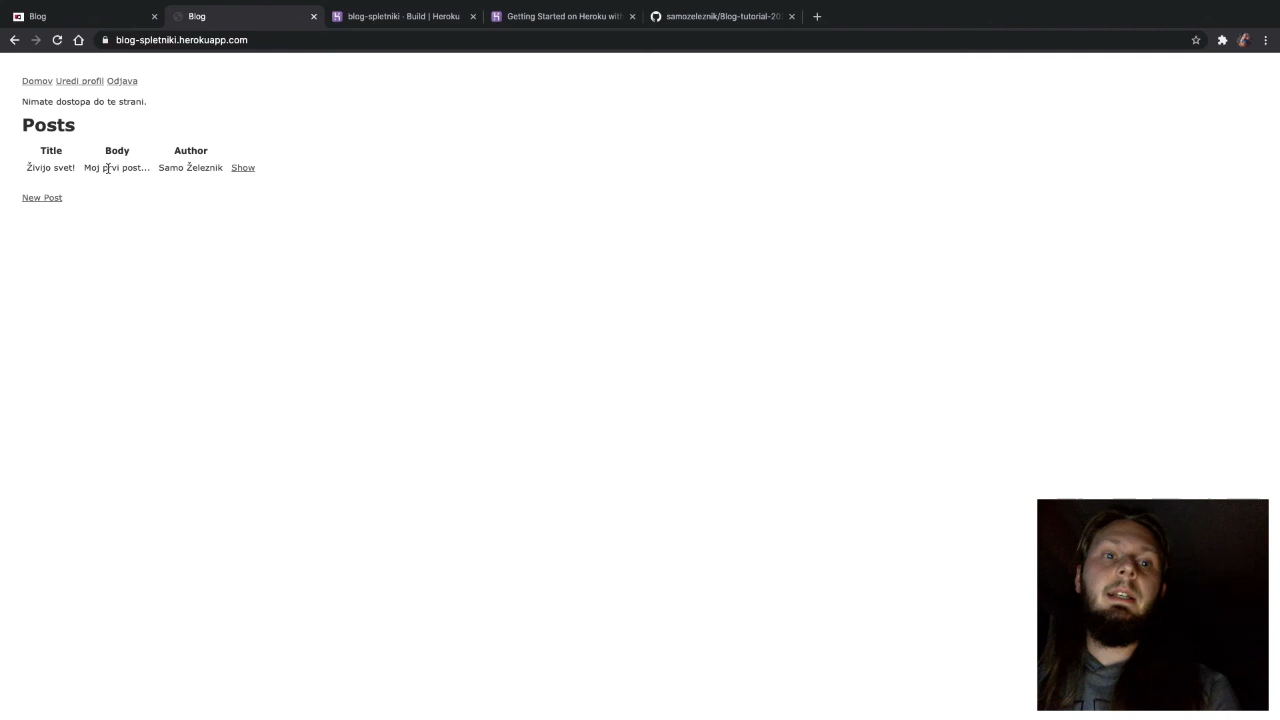 Blog
Blog
blog-spletniki · Build | Heroku
Getting Started on Heroku with
samozeleznik/Blog-tutorial-202
blog-spletniki.herokuapp.com
Domov Uredi profil Odjava
Nimate dostopa do te strani.
Posts
Title Body Author
Živijo svet! Moj prvi post... Samo Železnik Show
New Post